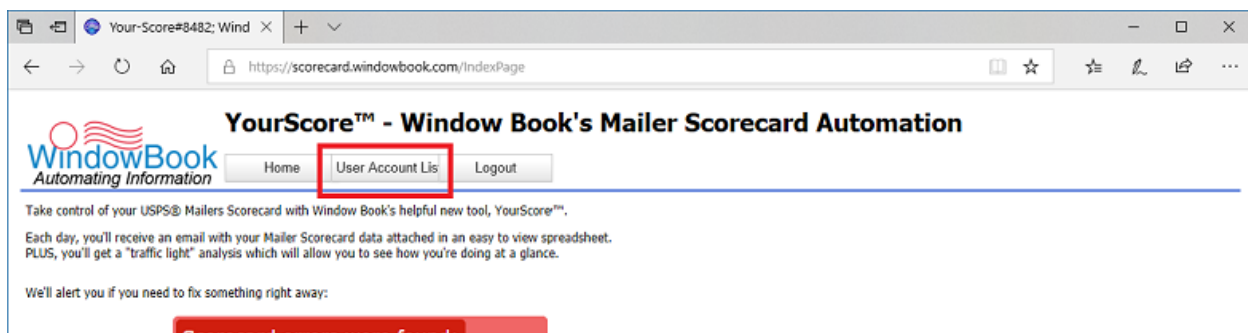 Your-Score#8482; Wind
https://scorecard.windowbook.com/IndexPage
YourScore™ - Window Book's Mailer Scorecard Automation
WindowBook
Automating Information
Home
User Account Lis
Logout
Take control of your USPS® Mailers Scorecard with Window Book's helpful new tool, YourScore™.
Each day, you'll receive an email with your Mailer Scorecard data attached in an easy to view spreadsheet.
PLUS, you'll get a "traffic light" analysis which will allow you to see how you're doing at a glance.
We'll alert you if you need to fix something right away: